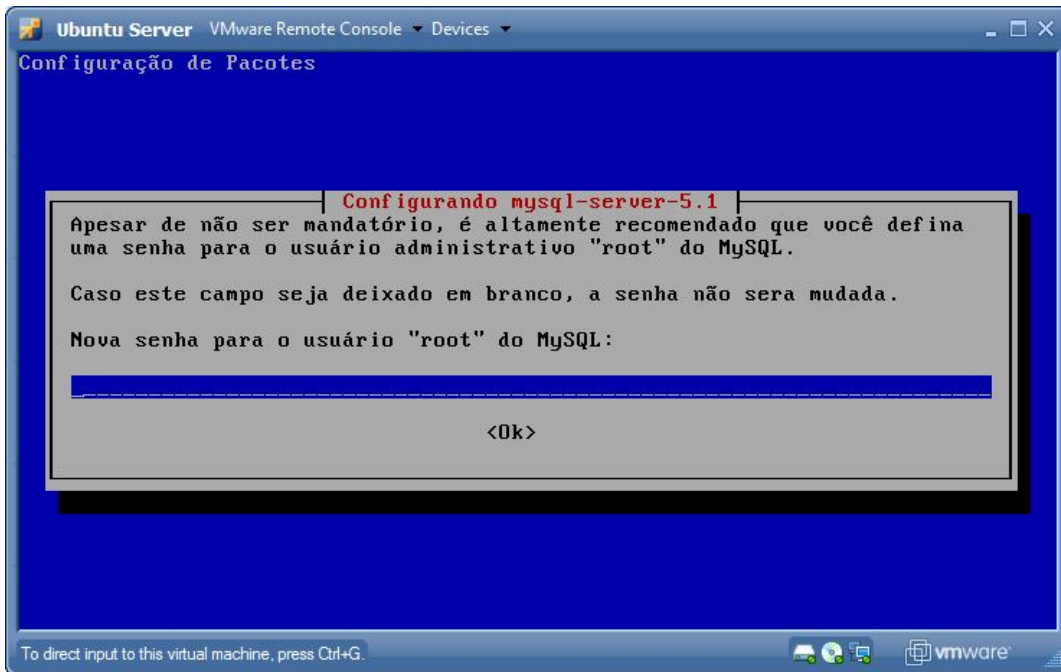 Ubuntu Server VMware Remote Console Devices
Configuração de Pacotes
Configurando mysql-server-5.1
Apesar de não ser mandatório, é altamente recomendado que você defina
uma senha para o usuário administrativo "root" do MySQL.
Caso este campo seja deixado em branco, a senha não sera mudada.
Nova senha para o usuário "root" do MySQL:
<Ok>
To direct input to this virtual machine, press Ctrl+G.
vmware